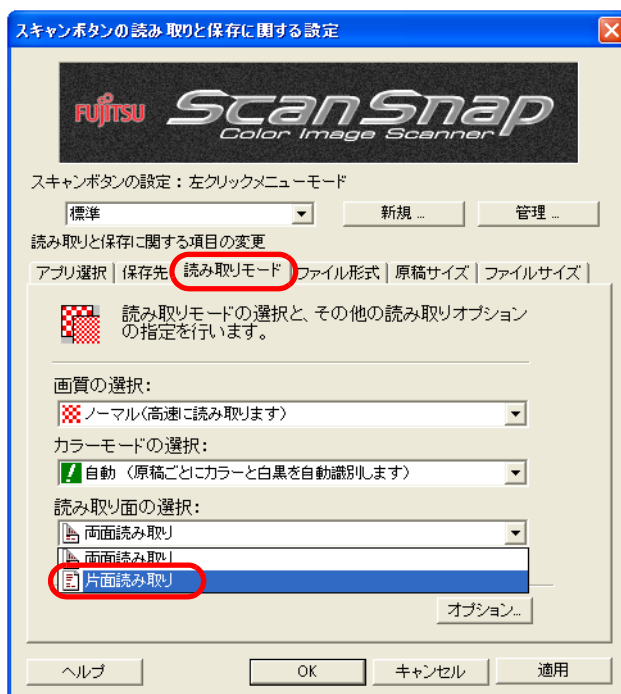 スキャンボタンの読み取りと保存に関する設定
FUJITSU ScanSnap
Color Image Scanner
スキャンボタンの設定：左クリックメニューモード
標準 新規 ... 管理 ...
読み取りと保存に関する項目の変更
アプリ選択 保存先 読み取りモード ファイル形式 原稿サイズ ファイルサイズ
読み取りモードの選択と、その他の読み取りオプション
の指定を行います。
画質の選択:
ノーマル(高速に読み取ります)
カラーモードの選択:
自動（原稿ごとにカラーと白黒を自動識別します）
読み取り面の選択:
両面読み取り
両面読み取り
片面読み取り
オプション...
ヘルプ OK キャンセル 適用